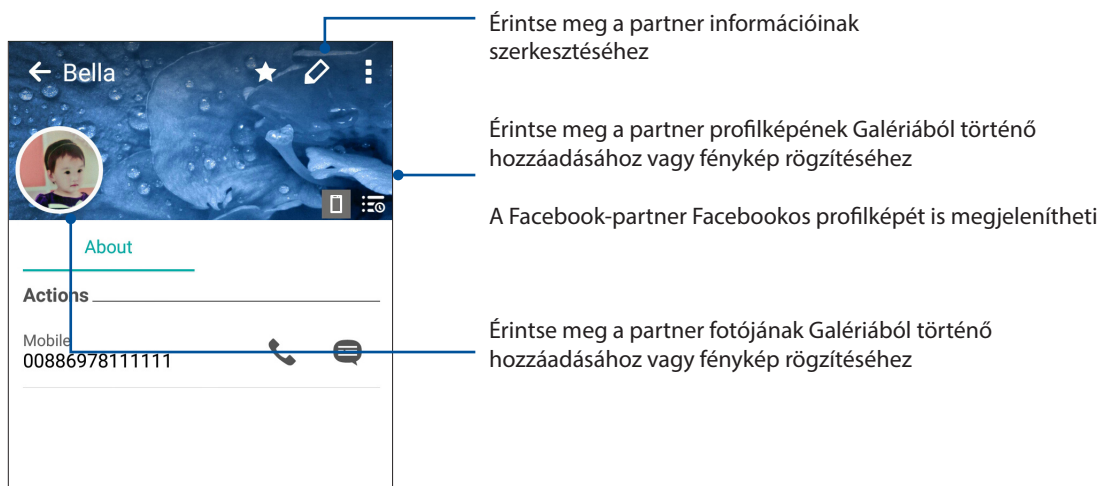 Érintse meg a partner információinak
szerkesztéséhez
Bella
Érintse meg a partner profilképének Galériából történő
hozzáadásához vagy fénykép rögzítéséhez
A Facebook-partner Facebookos profilképét is megjelenítheti
About
Actions
Mobile
00886978111111
Érintse meg a partner fotójának Galériából történő
hozzáadásához vagy fénykép rögzítéséhez